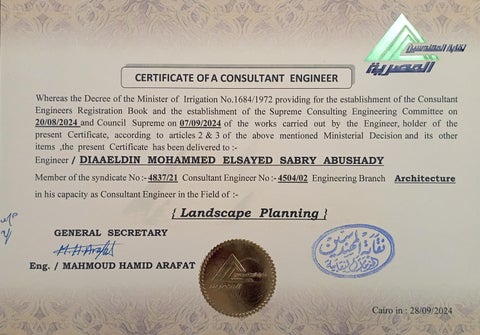 نقابة المهندسين
المصرية
CERTIFICATE OF A CONSULTANT ENGINEER
Whereas the Decree of the Minister of Irrigation No.1684/1972 providing for the establishment of the Consultant
Engineers Registration Book and the establishment of the Supreme Consulting Engineering Committee on
20/08/2024 and Council Supreme on 07/09/2024 of the works carried out by the Engineer, holder of the
present Certificate, according to articles 2 & 3 of the above mentioned Ministerial Decision and its other
items ,the present Certificate has been delivered to:-
Engineer / DIAAELDIN MOHAMMED ELSAYED SABRY ABUSHADY
Member of the syndicate No :- 4837/21 Consultant Engineer No :- 4504/02 Engineering Branch Architecture
in his capacity as Consultant Engineer in the Field of :-
{ Landscape Planning }
GENERAL SECRETARY
M.H.Arafat
Eng. / MAHMOUD HAMID ARAFAT
نقابة المهندسين
Cairo in : 28/09/2024